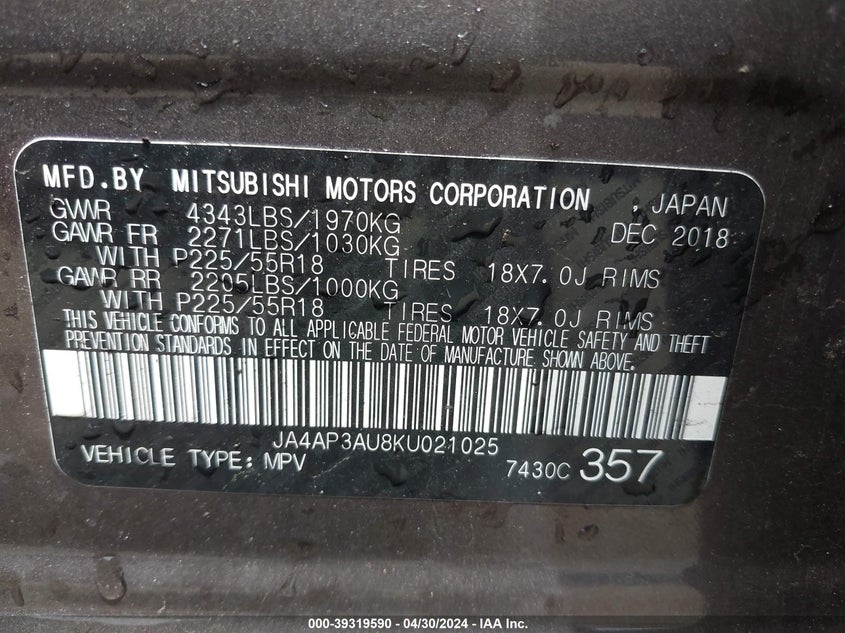 MFD.BY MITSUBISHI MOTORS CORPORATION , JAPAN
GVWR 4343LBS/1970KG DEC 2018
GAWR FR 2271LBS/1030KG
WITH P225/55R18 TIRES 18X7.0J RIMS
GAWR RR 2205LBS/1000KG
WITH P225/55R18 TIRES 18X7.0J RIMS
THIS VEHICLE CONFORMS TO ALL APPLICABLE FEDERAL MOTOR VEHICLE SAFETY AND THEFT
PREVENTION STANDARDS IN EFFECT ON THE DATE OF MANUFACTURE SHOWN ABOVE.
JA4AP3AU8KU021025
VEHICLE TYPE: MPV 7430C 357
000-39319590 - 04/30/2024 - IAA Inc.